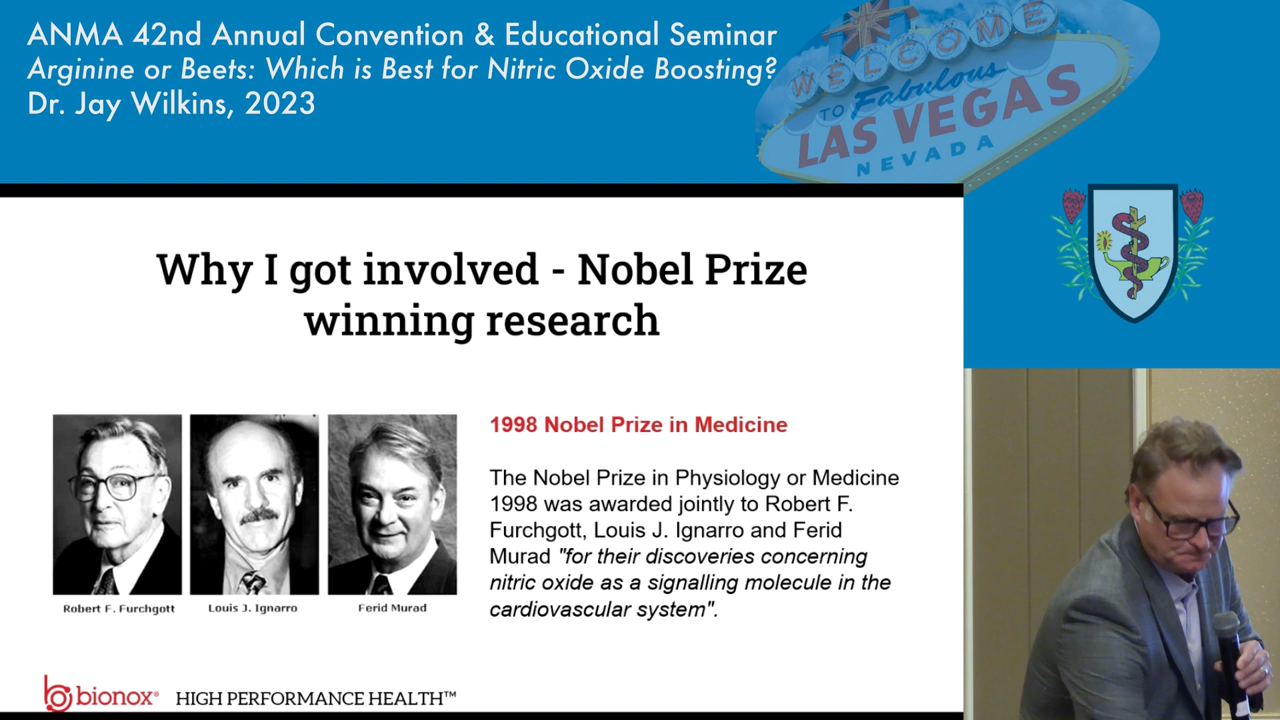 ANMA 42nd Annual Convention & Educational Seminar
Arginine or Beets: Which is Best for Nitric Oxide Boosting?
Dr. Jay Wilkins, 2023
WELCOME
TO Fabulous
LAS VEGAS
NEVADA
Why I got involved - Nobel Prize
winning research
1998 Nobel Prize in Medicine
The Nobel Prize in Physiology or Medicine
1998 was awarded jointly to Robert F.
Furchgott, Louis J. Ignarro and Ferid
Murad "for their discoveries concerning
nitric oxide as a signalling molecule in the
cardiovascular system".
Robert F. Furchgott
Louis J. Ignarro
Ferid Murad
bionox® HIGH PERFORMANCE HEALTH™